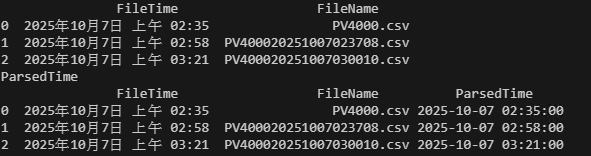 FileTime FileName
0 2025年10月7日 上午 02:35 PV4000.csv
1 2025年10月7日 上午 02:58 PV400020251007023708.csv
2 2025年10月7日 上午 03:21 PV400020251007030010.csv
ParsedTime
FileTime FileName ParsedTime
0 2025年10月7日 上午 02:35 PV4000.csv 2025-10-07 02:35:00
1 2025年10月7日 上午 02:58 PV400020251007023708.csv 2025-10-07 02:58:00
2 2025年10月7日 上午 03:21 PV400020251007030010.csv 2025-10-07 03:21:00